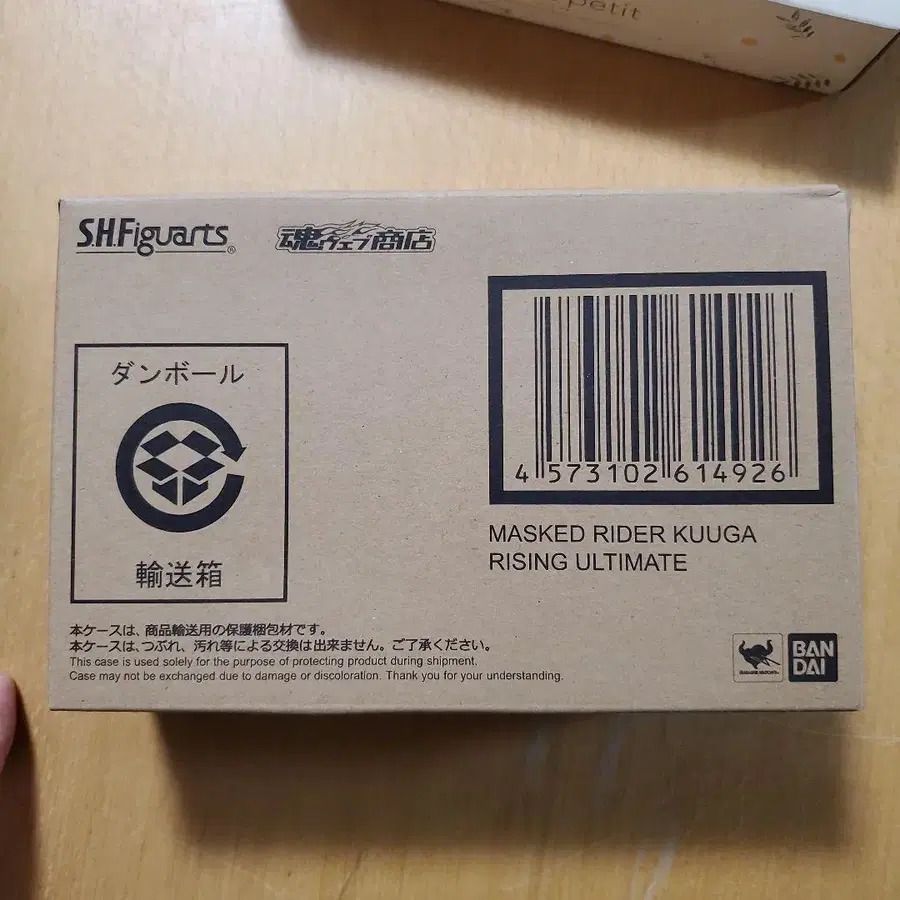 petit
S.H.Figuarts®
魂ウェブ商店
ダンボール
輸送箱
4 573102 614926
MASKED RIDER KUUGA
RISING ULTIMATE
本ケースは、商品輸送用の保護梱包材です。
本ケースは、つぶれ、汚れ等による交換は出来ません。ご了承ください。
This case is used solely for the purpose of protecting product during shipment.
Case may not be exchanged due to damage or discoloration. Thank you for your understanding.
BAN
DAI